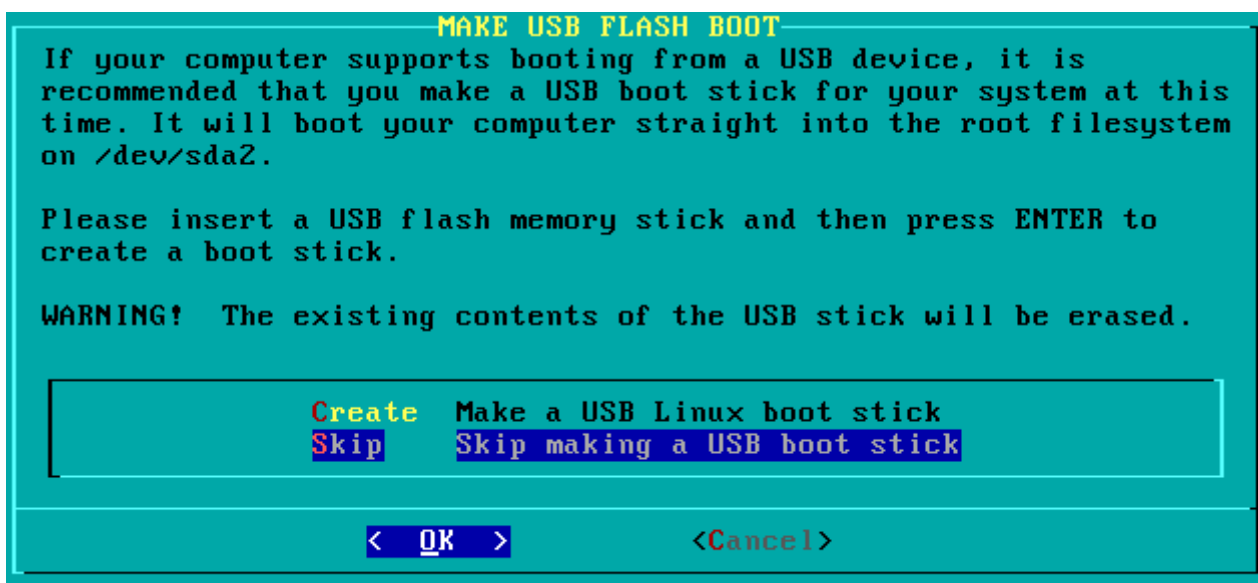 MAKE USB FLASH BOOT
If your computer supports booting from a USB device, it is
recommended that you make a USB boot stick for your system at this
time. It will boot your computer straight into the root filesystem
on /dev/sda2.
Please insert a USB flash memory stick and then press ENTER to
create a boot stick.
WARNING!  The existing contents of the USB stick will be erased.
Create  Make a USB Linux boot stick
Skip    Skip making a USB boot stick
<  OK  >    <Cancel>